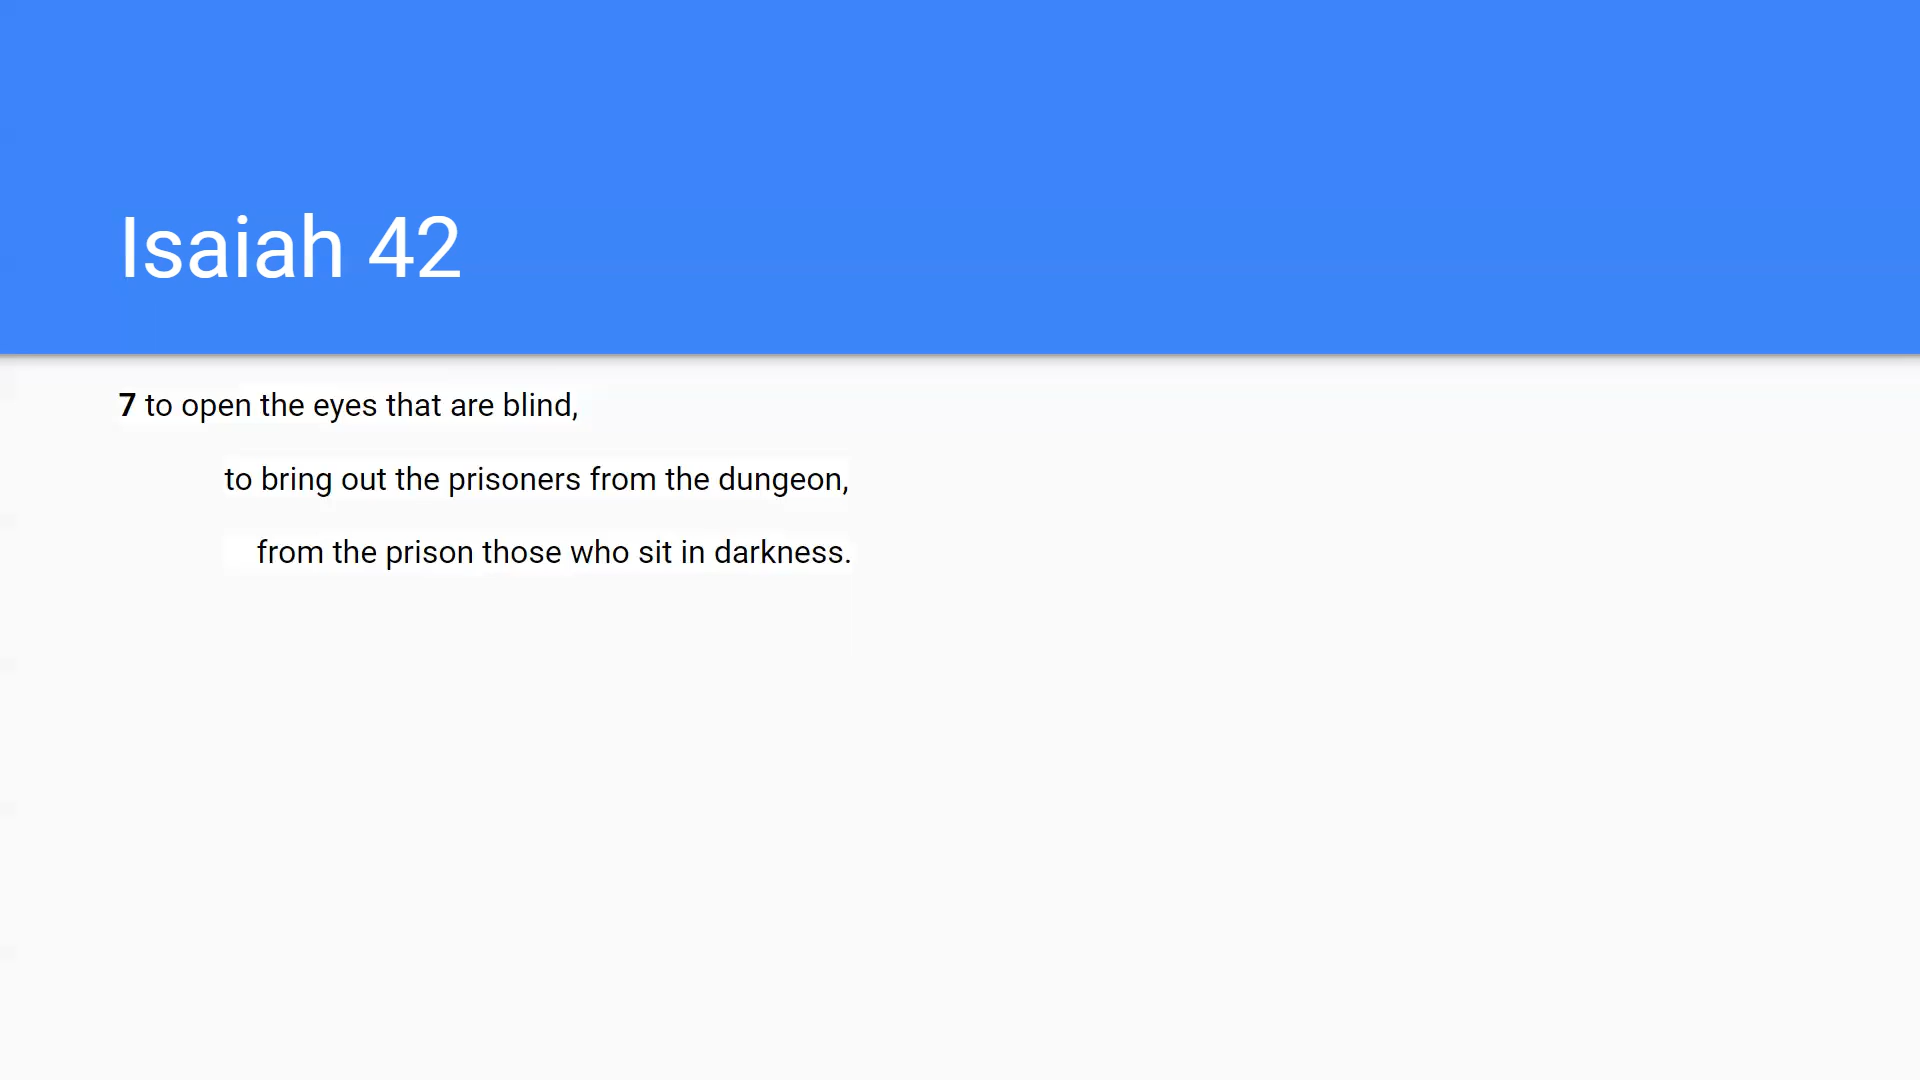 Isaiah 42
7 to open the eyes that are blind,
to bring out the prisoners from the dungeon,
from the prison those who sit in darkness.